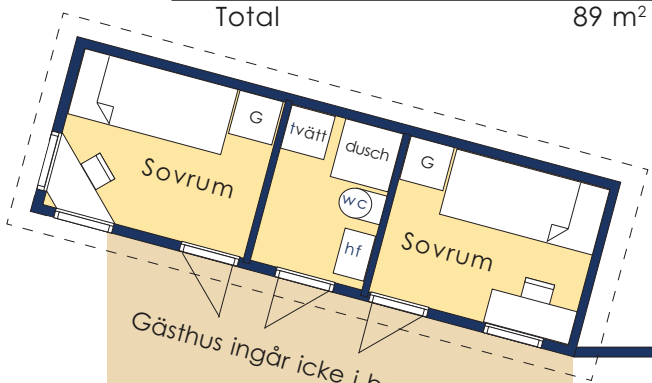 Total 89 m²
G
tvätt
dusch
G
Sovrum
wc
hf
Sovrum
Gästhus ingår icke i